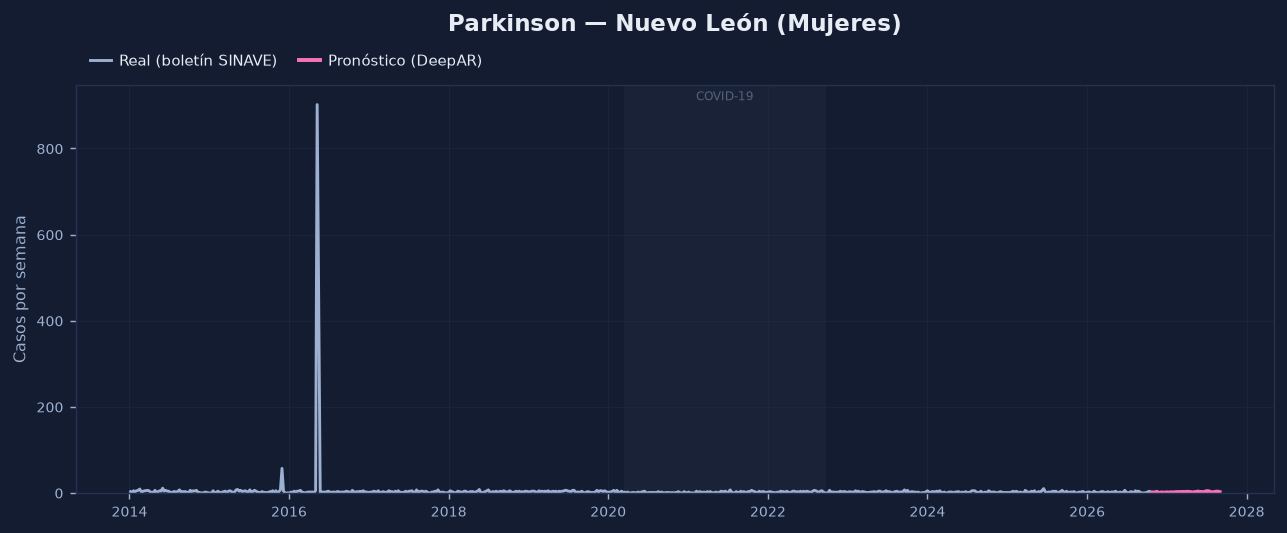 Parkinson — Nuevo León (Mujeres)
Real (boletín SINAVE)
Pronóstico (DeepAR)
COVID-19
Casos por semana
800
600
400
200
0
2014
2016
2018
2020
2022
2024
2026
2028